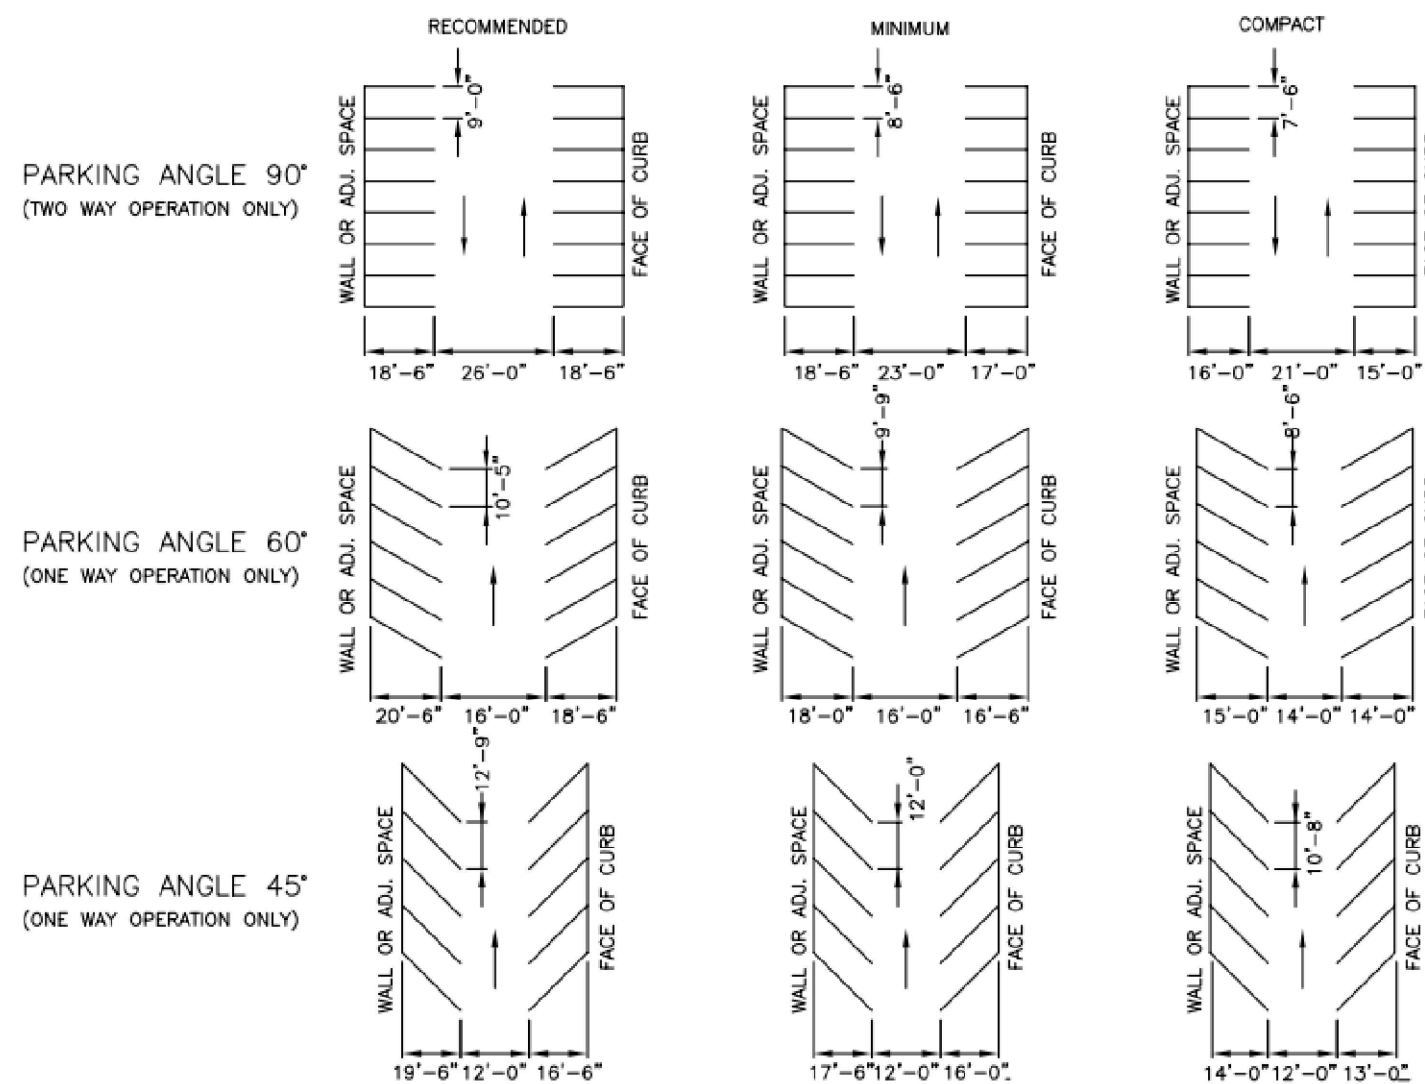 RECOMMENDED
MINIMUM
COMPACT
PARKING ANGLE 90°
(TWO WAY OPERATION ONLY)
WALL OR ADJ. SPACE
9'-0"
FACE OF CURB
18'-6" 26'-0" 18'-6"
WALL OR ADJ. SPACE
8'-6"
FACE OF CURB
18'-6" 23'-0" 17'-0"
WALL OR ADJ. SPACE
7'-6"
16'-0" 21'-0" 15'-0"
PARKING ANGLE 60°
(ONE WAY OPERATION ONLY)
WALL OR ADJ. SPACE
10'-5"
FACE OF CURB
20'-6" 16'-0" 18'-6"
WALL OR ADJ. SPACE
9'-9"
FACE OF CURB
18'-0" 16'-0" 16'-6"
WALL OR ADJ. SPACE
8'-6"
15'-0" 14'-0" 14'-0"
PARKING ANGLE 45°
(ONE WAY OPERATION ONLY)
WALL OR ADJ. SPACE
12'-9"
FACE OF CURB
19'-6" 12'-0" 16'-6"
WALL OR ADJ. SPACE
12'-0"
FACE OF CURB
17'-6" 12'-0" 16'-0"
WALL OR ADJ. SPACE
10'-8"
FACE OF CURB
14'-0" 12'-0" 13'-0"